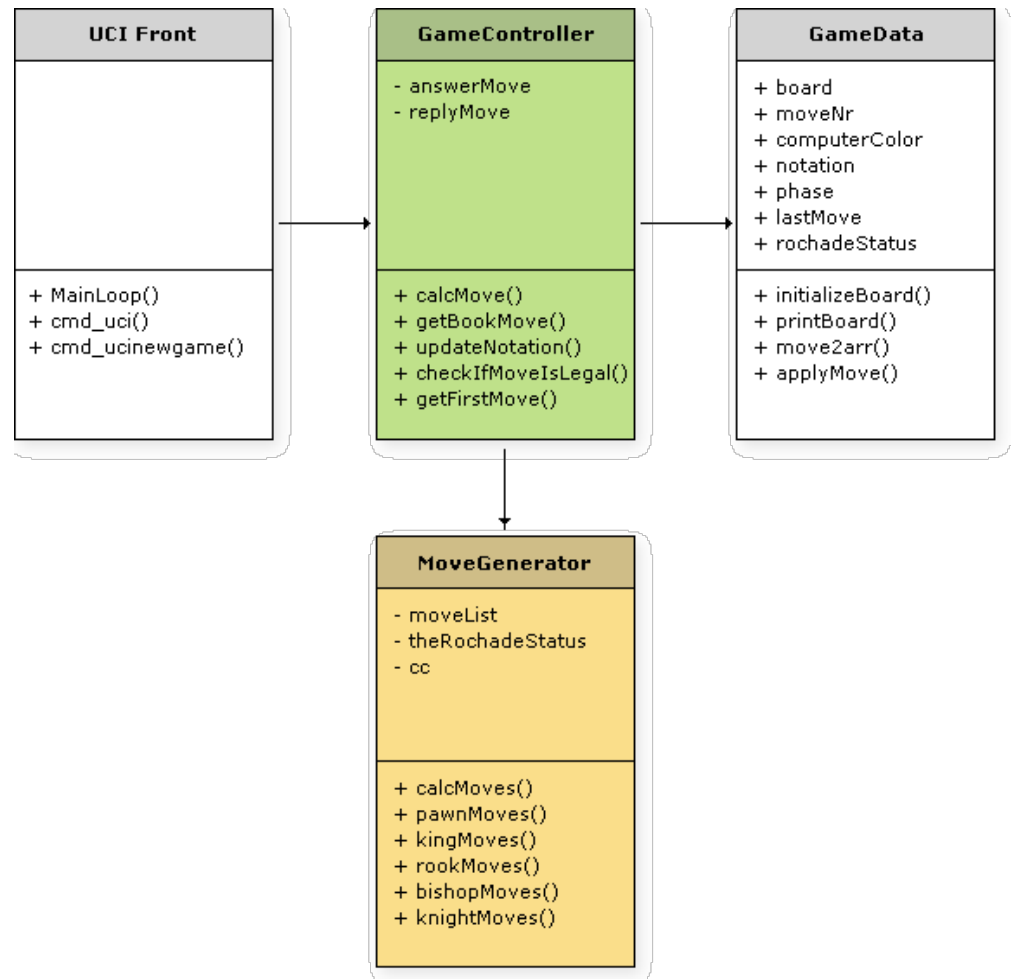 UCI Front
+ MainLoop()
+ cmd_uci()
+ cmd_ucinewgame()
GameController
- answerMove
- replyMove
+ calcMove()
+ getBookMove()
+ updateNotation()
+ checkIfMoveIsLegal()
+ getFirstMove()
GameData
+ board
+ moveNr
+ computerColor
+ notation
+ phase
+ lastMove
+ rochadeStatus
+ initializeBoard()
+ printBoard()
+ move2arr()
+ applyMove()
MoveGenerator
- moveList
- theRochadeStatus
- cc
+ calcMoves()
+ pawnMoves()
+ kingMoves()
+ rookMoves()
+ bishopMoves()
+ knightMoves()